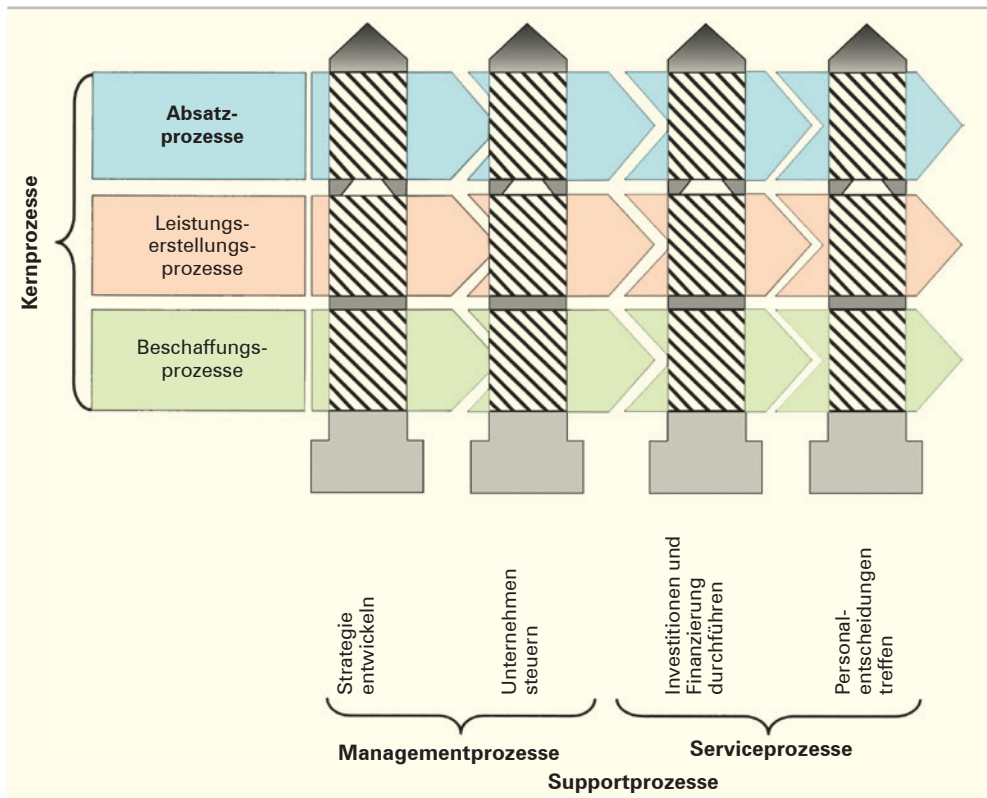 Kernprozesse
Absatz-
prozesse
Leistungs-
erstellungs-
prozesse
Beschaffungs-
prozesse
Strategie
entwickeln
Unternehmen
steuern
Investitionen und
Finanzierung
durchführen
Personal-
entscheidungen
treffen
Managementprozesse
Serviceprozesse
Supportprozesse